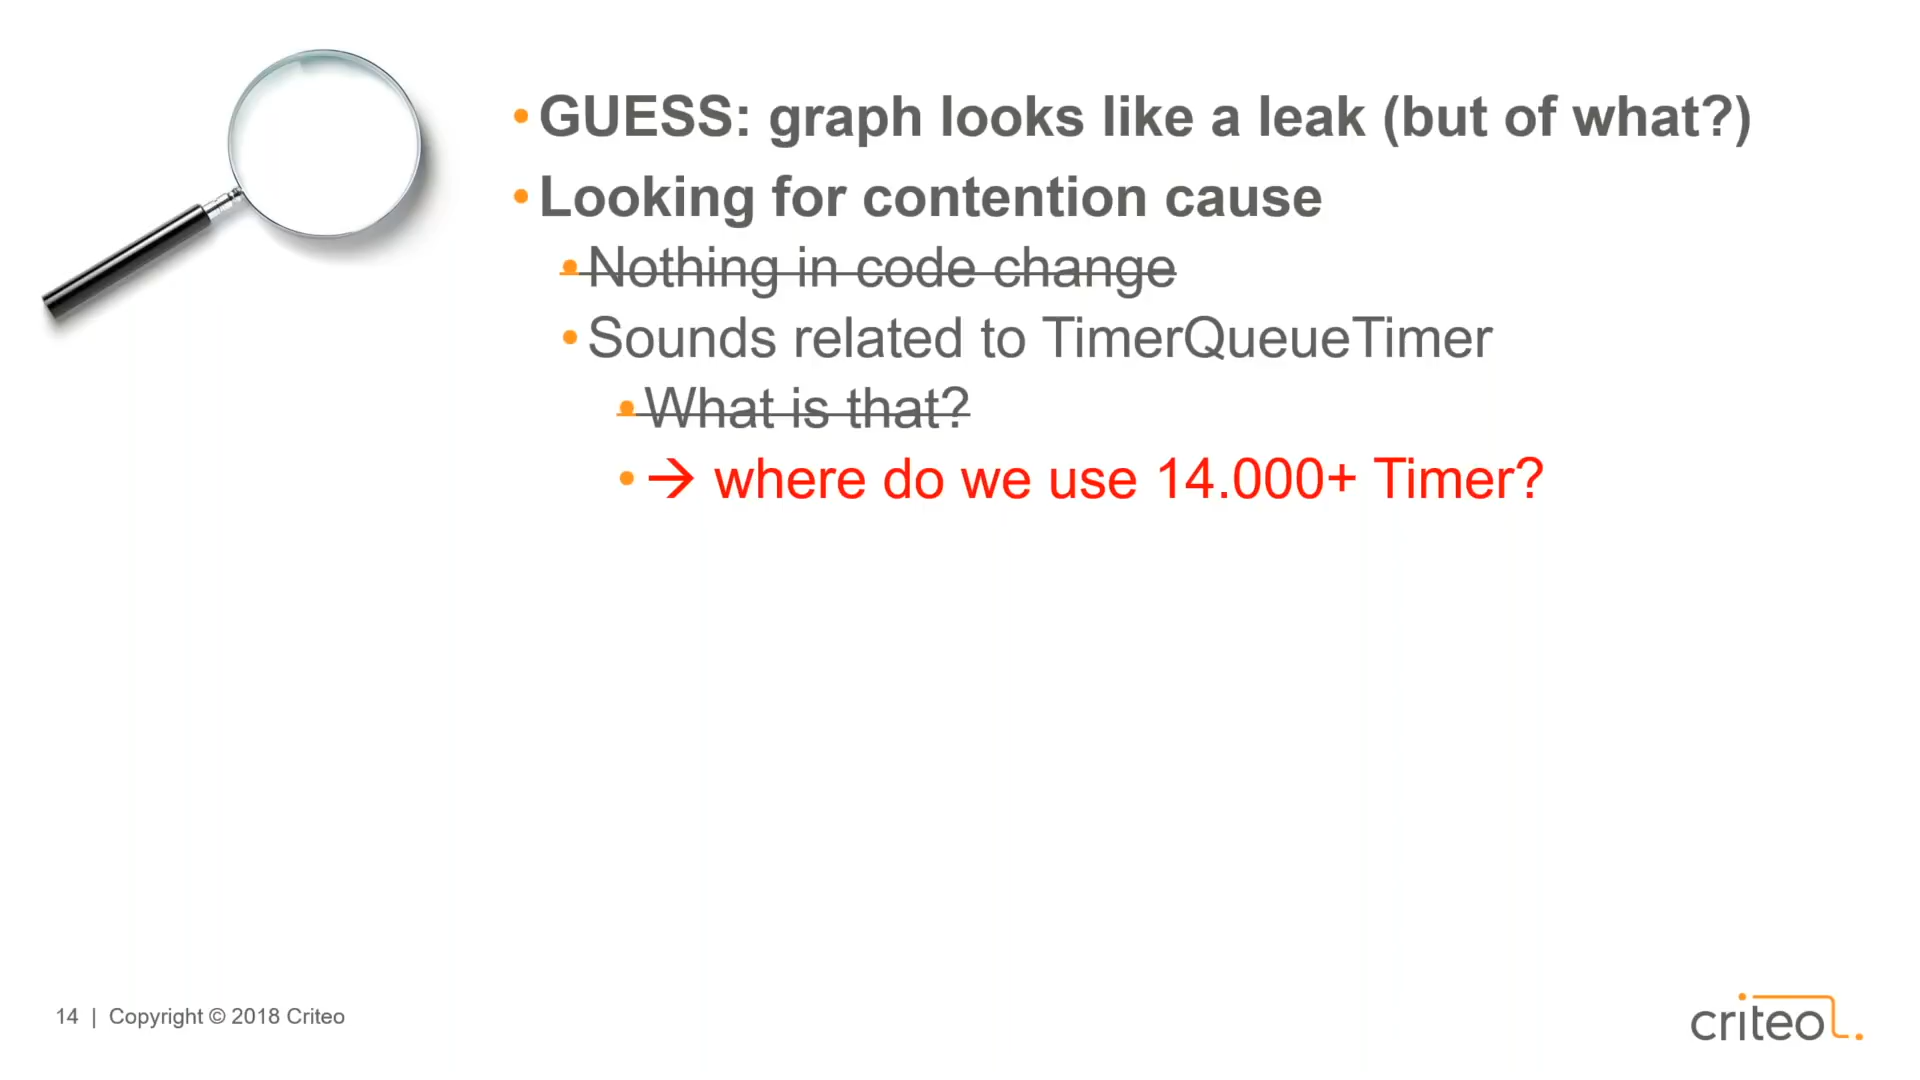 • GUESS: graph looks like a leak (but of what?)
• Looking for contention cause
• Nothing in code change
• Sounds related to TimerQueueTimer
• What is that?
• → where do we use 14.000+ Timer?
14 | Copyright © 2018 Criteo
criteo